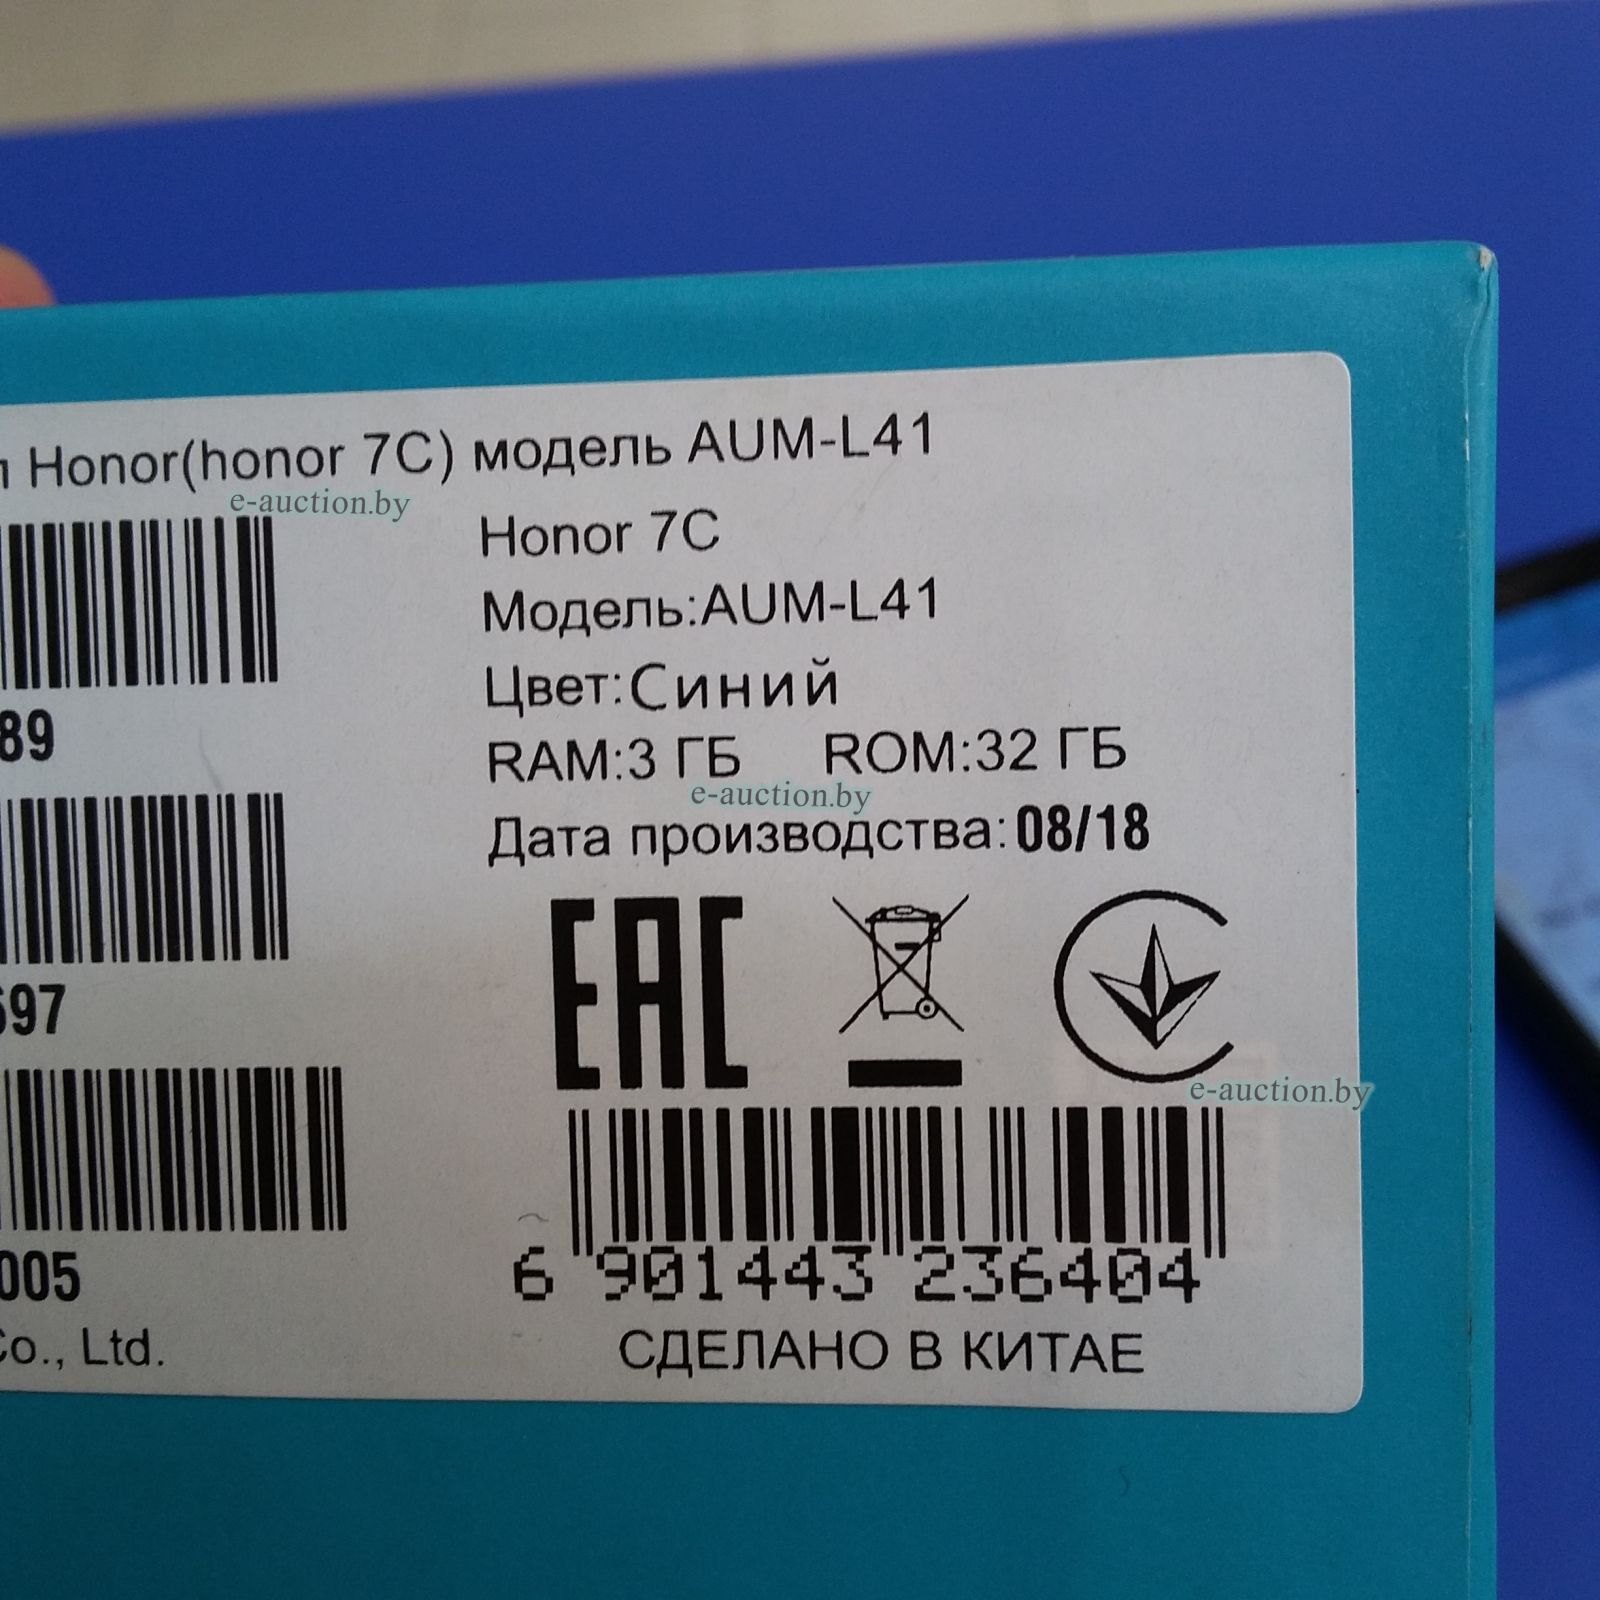 Honor(honor 7C) модель AUM-L41
e-auction.by
Honor 7C
Модель:AUM-L41
Цвет:Синий
89
RAM:3 ГБ ROM:32 ГБ
e-auction.by
Дата производства:08/18
697
EAC
e-auction.by
6 901443 236404
005
Co., Ltd.
СДЕЛАНО В КИТАЕ